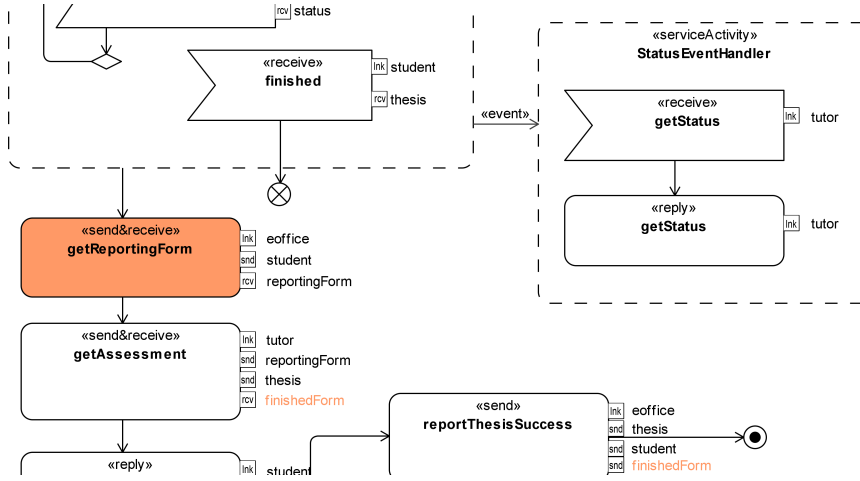 rcv status
«receive»
finished
lnk student
rcv thesis
«event»
«serviceActivity»
StatusEventHandler
«receive»
getStatus
lnk tutor
«reply»
getStatus
lnk tutor
«send&receive»
getReportingForm
lnk eoffice
snd student
rcv reportingForm
«send&receive»
getAssessment
lnk tutor
snd reportingForm
snd thesis
rcv finishedForm
«reply»
lnk student
«send»
reportThesisSuccess
lnk eoffice
snd thesis
snd student
snd finishedForm